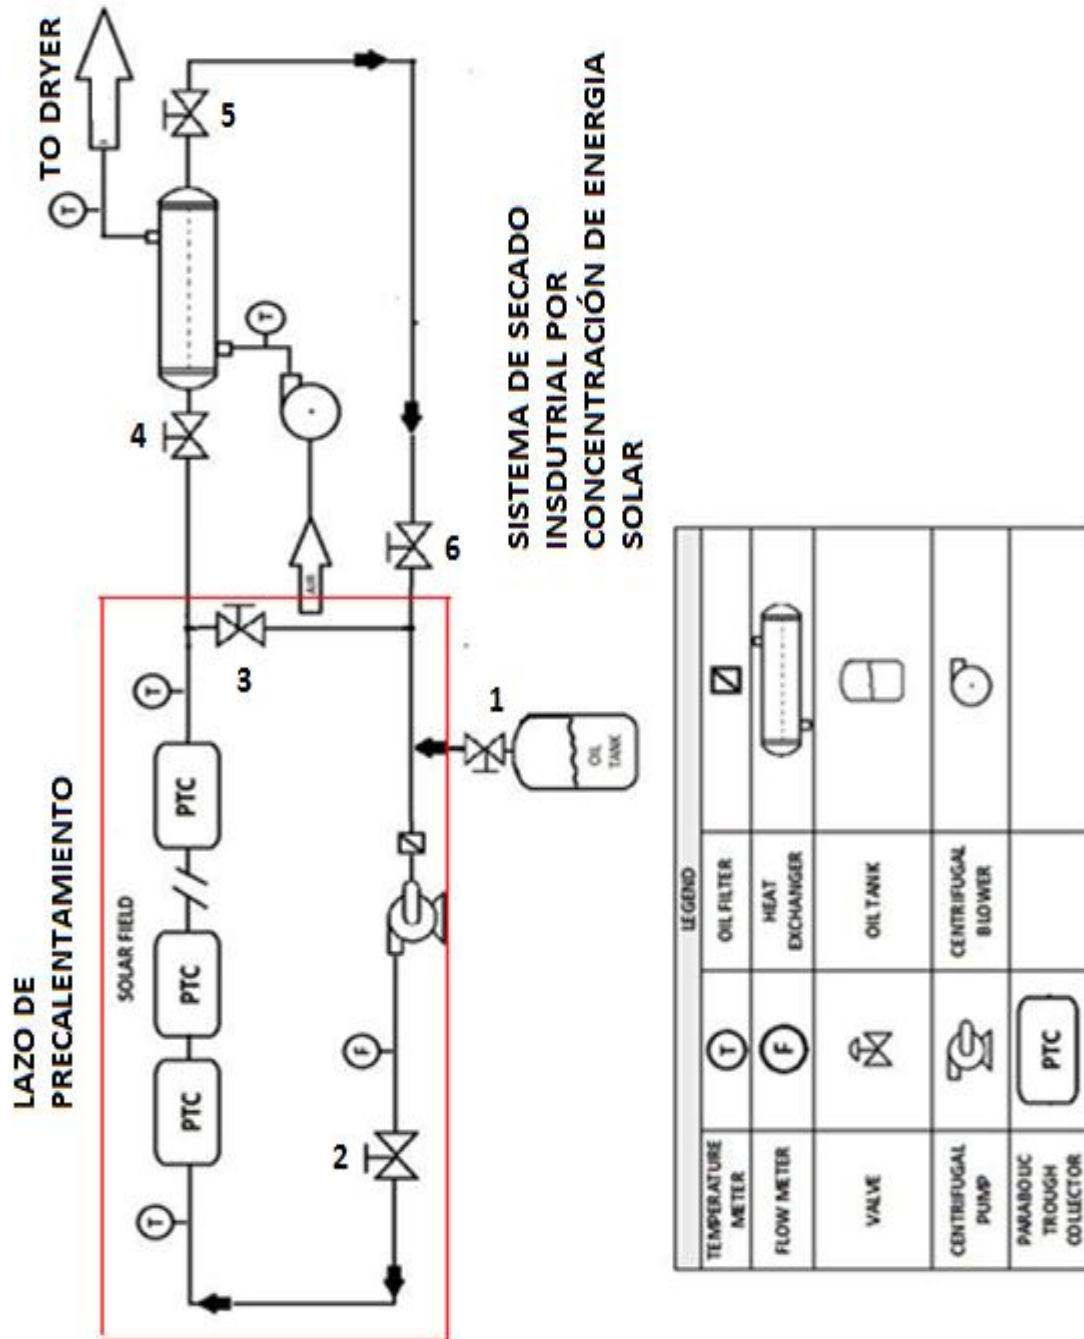 LAZO DE
PRECALENTAMIENTO
TO DRYER
SOLAR FIELD
T
PTC
PTC
PTC
T
T
4
5
3
T
AIR
2
F
6
1
OIL
TANK
SISTEMA DE SECADO
INSDUTRIAL POR
CONCENTRACIÓN DE ENERGIA
SOLAR
LEGEND
TEMPERATURE
METER
T
OIL FILTER
FLOW METER
F
HEAT
EXCHANGER
VALVE
OIL TANK
CENTRIFUGAL
PUMP
CENTRIFUGAL
BLOWER
PARABOLIC
TROUGH
COLLECTOR
PTC